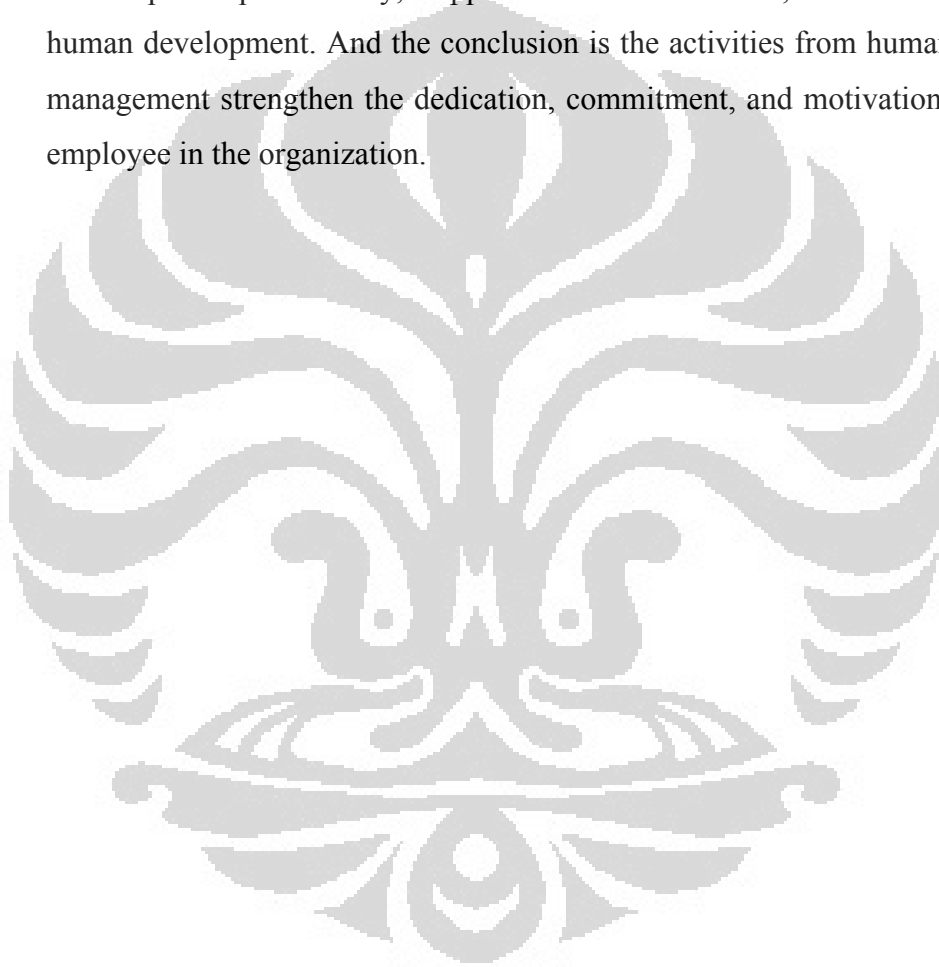 human development. And the conclusion is the activities from human
management strengthen the dedication, commitment, and motivation
employee in the organization.